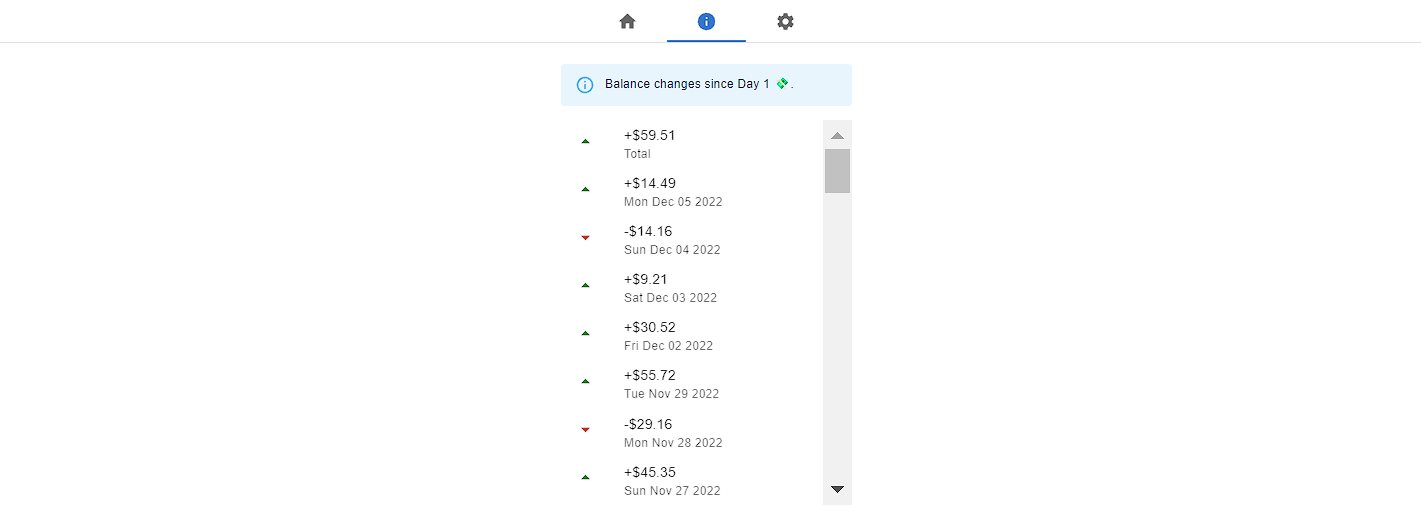 Balance changes since Day 1 💸.
+$59.51
Total
+$14.49
Mon Dec 05 2022
-$14.16
Sun Dec 04 2022
+$9.21
Sat Dec 03 2022
+$30.52
Fri Dec 02 2022
+$55.72
Tue Nov 29 2022
-$29.16
Mon Nov 28 2022
+$45.35
Sun Nov 27 2022